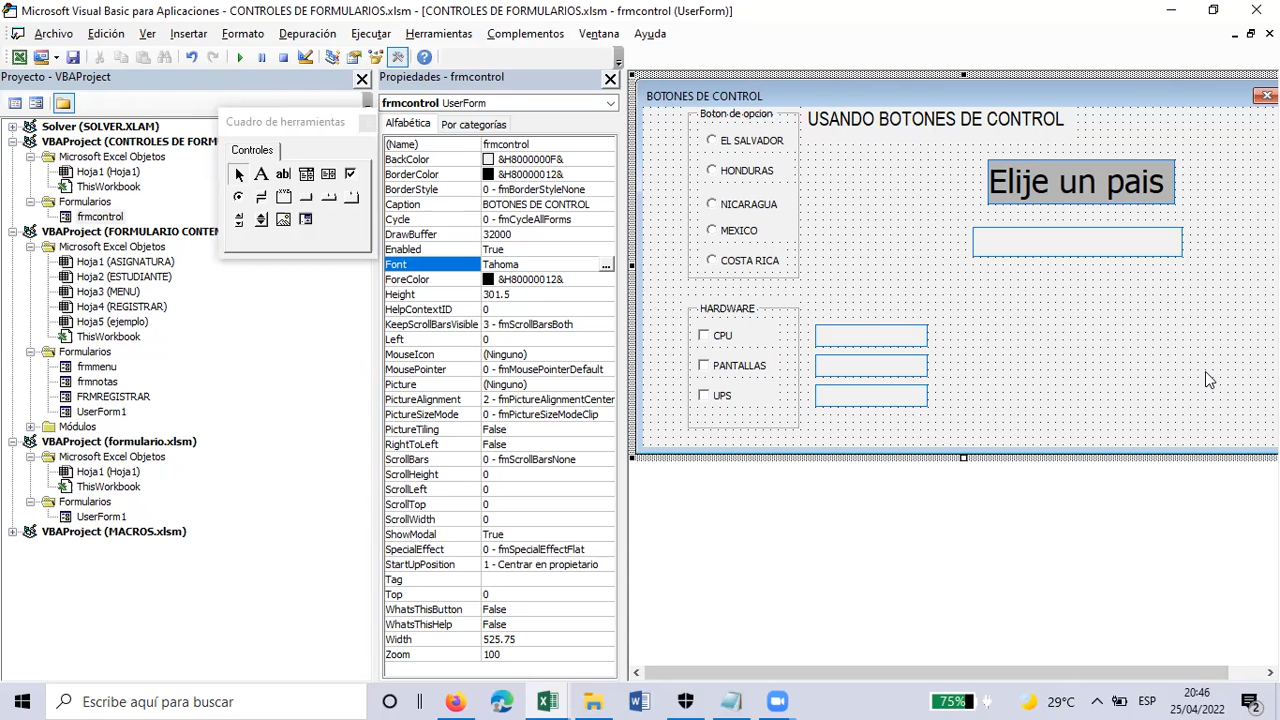 Microsoft Visual Basic para Aplicaciones - CONTROLES DE FORMULARIOS.xlsm - [CONTROLES DE FORMULARIOS.xlsm - frmcontrol (UserForm)]
Archivo Edición Ver Insertar Formato Depuración Ejecutar Herramientas Complementos Ventana Ayuda
Proyecto - VBAProject
Solver (SOLVER.XLAM)
VBAProject (CONTROLES DE FORM
Microsoft Excel Objetos
Hoja1 (Hoja1)
ThisWorkbook
Formularios
frmcontrol
VBAProject (FORMULARIO CONTEN
Microsoft Excel Objetos
Hoja1 (ASIGNATURA)
Hoja2 (ESTUDIANTE)
Hoja3 (MENU)
Hoja4 (REGISTRAR)
Hoja5 (ejemplo)
ThisWorkbook
Formularios
frmmenu
frmnotas
FRMREGISTRAR
UserForm1
Módulos
VBAProject (formulario.xlsm)
Microsoft Excel Objetos
Hoja1 (Hoja1)
ThisWorkbook
Formularios
UserForm1
VBAProject (MACROS.xlsm)
Cuadro de herramientas
Controles
A ab|
Propiedades - frmcontrol
frmcontrol UserForm
Alfabética Por categorías
(Name) frmcontrol
BackColor &H8000000F&
BorderColor &H80000012&
BorderStyle 0 - fmBorderStyleNone
Caption BOTONES DE CONTROL
Cycle 0 - fmCycleAllForms
DrawBuffer 32000
Enabled True
Font Tahoma ...
ForeColor &H80000012&
Height 301.5
HelpContextID 0
KeepScrollBarsVisible 3 - fmScrollBarsBoth
Left 0
MouseIcon (Ninguno)
MousePointer 0 - fmMousePointerDefault
Picture (Ninguno)
PictureAlignment 2 - fmPictureAlignmentCenter
PictureSizeMode 0 - fmPictureSizeModeClip
PictureTiling False
RightToLeft False
ScrollBars 0 - fmScrollBarsNone
ScrollHeight 0
ScrollLeft 0
ScrollTop 0
ScrollWidth 0
ShowModal True
SpecialEffect 0 - fmSpecialEffectFlat
StartUpPosition 1 - Centrar en propietario
Tag
Top 0
WhatsThisButton False
WhatsThisHelp False
Width 525.75
Zoom 100
BOTONES DE CONTROL
Boton de opcion
USANDO BOTONES DE CONTROL
EL SALVADOR
HONDURAS
NICARAGUA
MEXICO
COSTA RICA
Elije un pais
HARDWARE
CPU
PANTALLAS
UPS
Escribe aquí para buscar
75%
29°C
ESP
20:46
25/04/2022
2